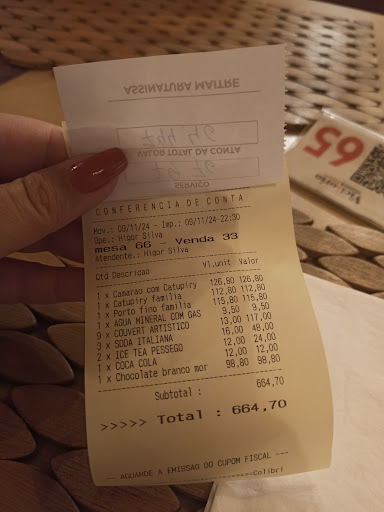 ASSINATURA MAITRE
VALOR TOTAL DA CONTA
SERVIÇO
CONFERENCIA DE CONTA
Mov.: 09/11/24 - Imp.: 09/11/24-22:30
Ope.: Higor Silva
mesa 66 - Venda 33
Atendente.: Higor Silva
Qtd Descricao Vl.unit Valor
1 x Camarao com Catupiry 126,80 126,80
1 x Catupiry familia 112,80 112,80
1 x Porto fino familia 115,80 115,80
1 x AGUA MINERAL COM GAS 9,50 9,50
9 x COUVERT ARTISTICO 13,00 117,00
3 x SODA ITALIANA 16,00 48,00
2 x ICE TEA PESSEGO 12,00 24,00
1 x COCA COLA 12,00 12,00
1 x Chocolate branco mor 98,80 98,80
Subtotal : 664,70
>>>>> Total : 664,70
-- AGUARDE A EMISSAO DO CUPOM FISCAL --
Colibri
65